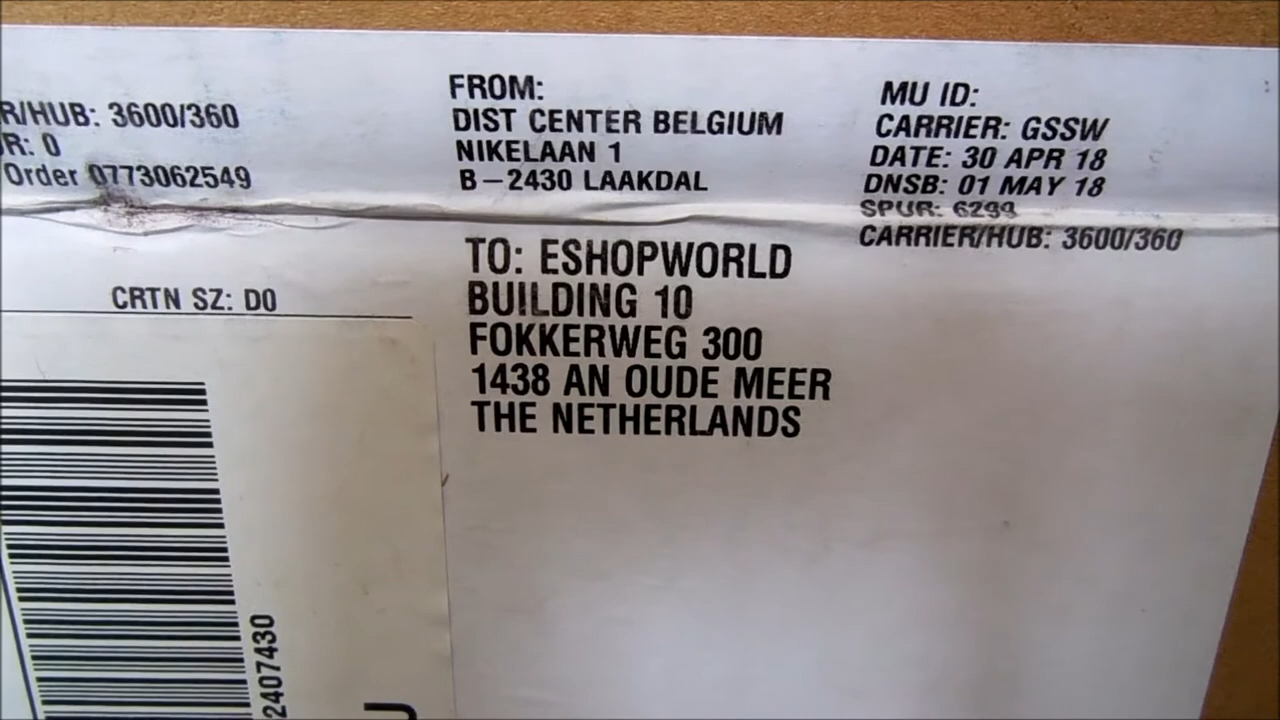 R/HUB: 3600/360
R: 0
Order 0773062549
CRTN SZ: D0
2407430
FROM:
DIST CENTER BELGIUM
NIKELAAN 1
B-2430 LAAKDAL
TO: ESHOPWORLD
BUILDING 10
FOKKERWEG 300
1438 AN OUDE MEER
THE NETHERLANDS
MU ID:
CARRIER: GSSW
DATE: 30 APR 18
DNSB: 01 MAY 18
SPUR: 6299
CARRIER/HUB: 3600/360